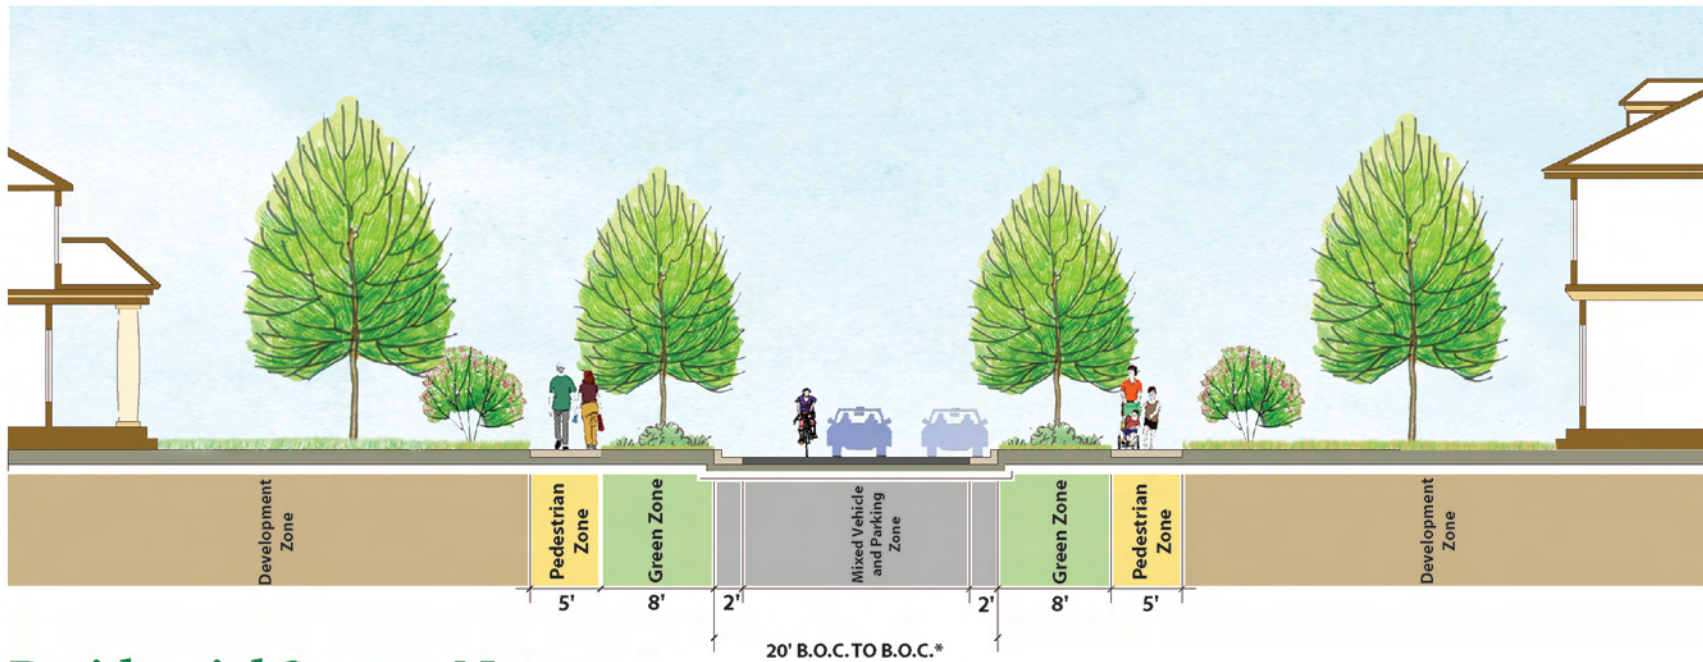 Development
Zone
Pedestrian
Zone
Green Zone
Mixed Vehicle
and Parking
Zone
Green Zone
Pedestrian
Zone
Development
Zone
5'
8'
2'
2'
8'
5'
20' B.O.C. TO B.O.C.*